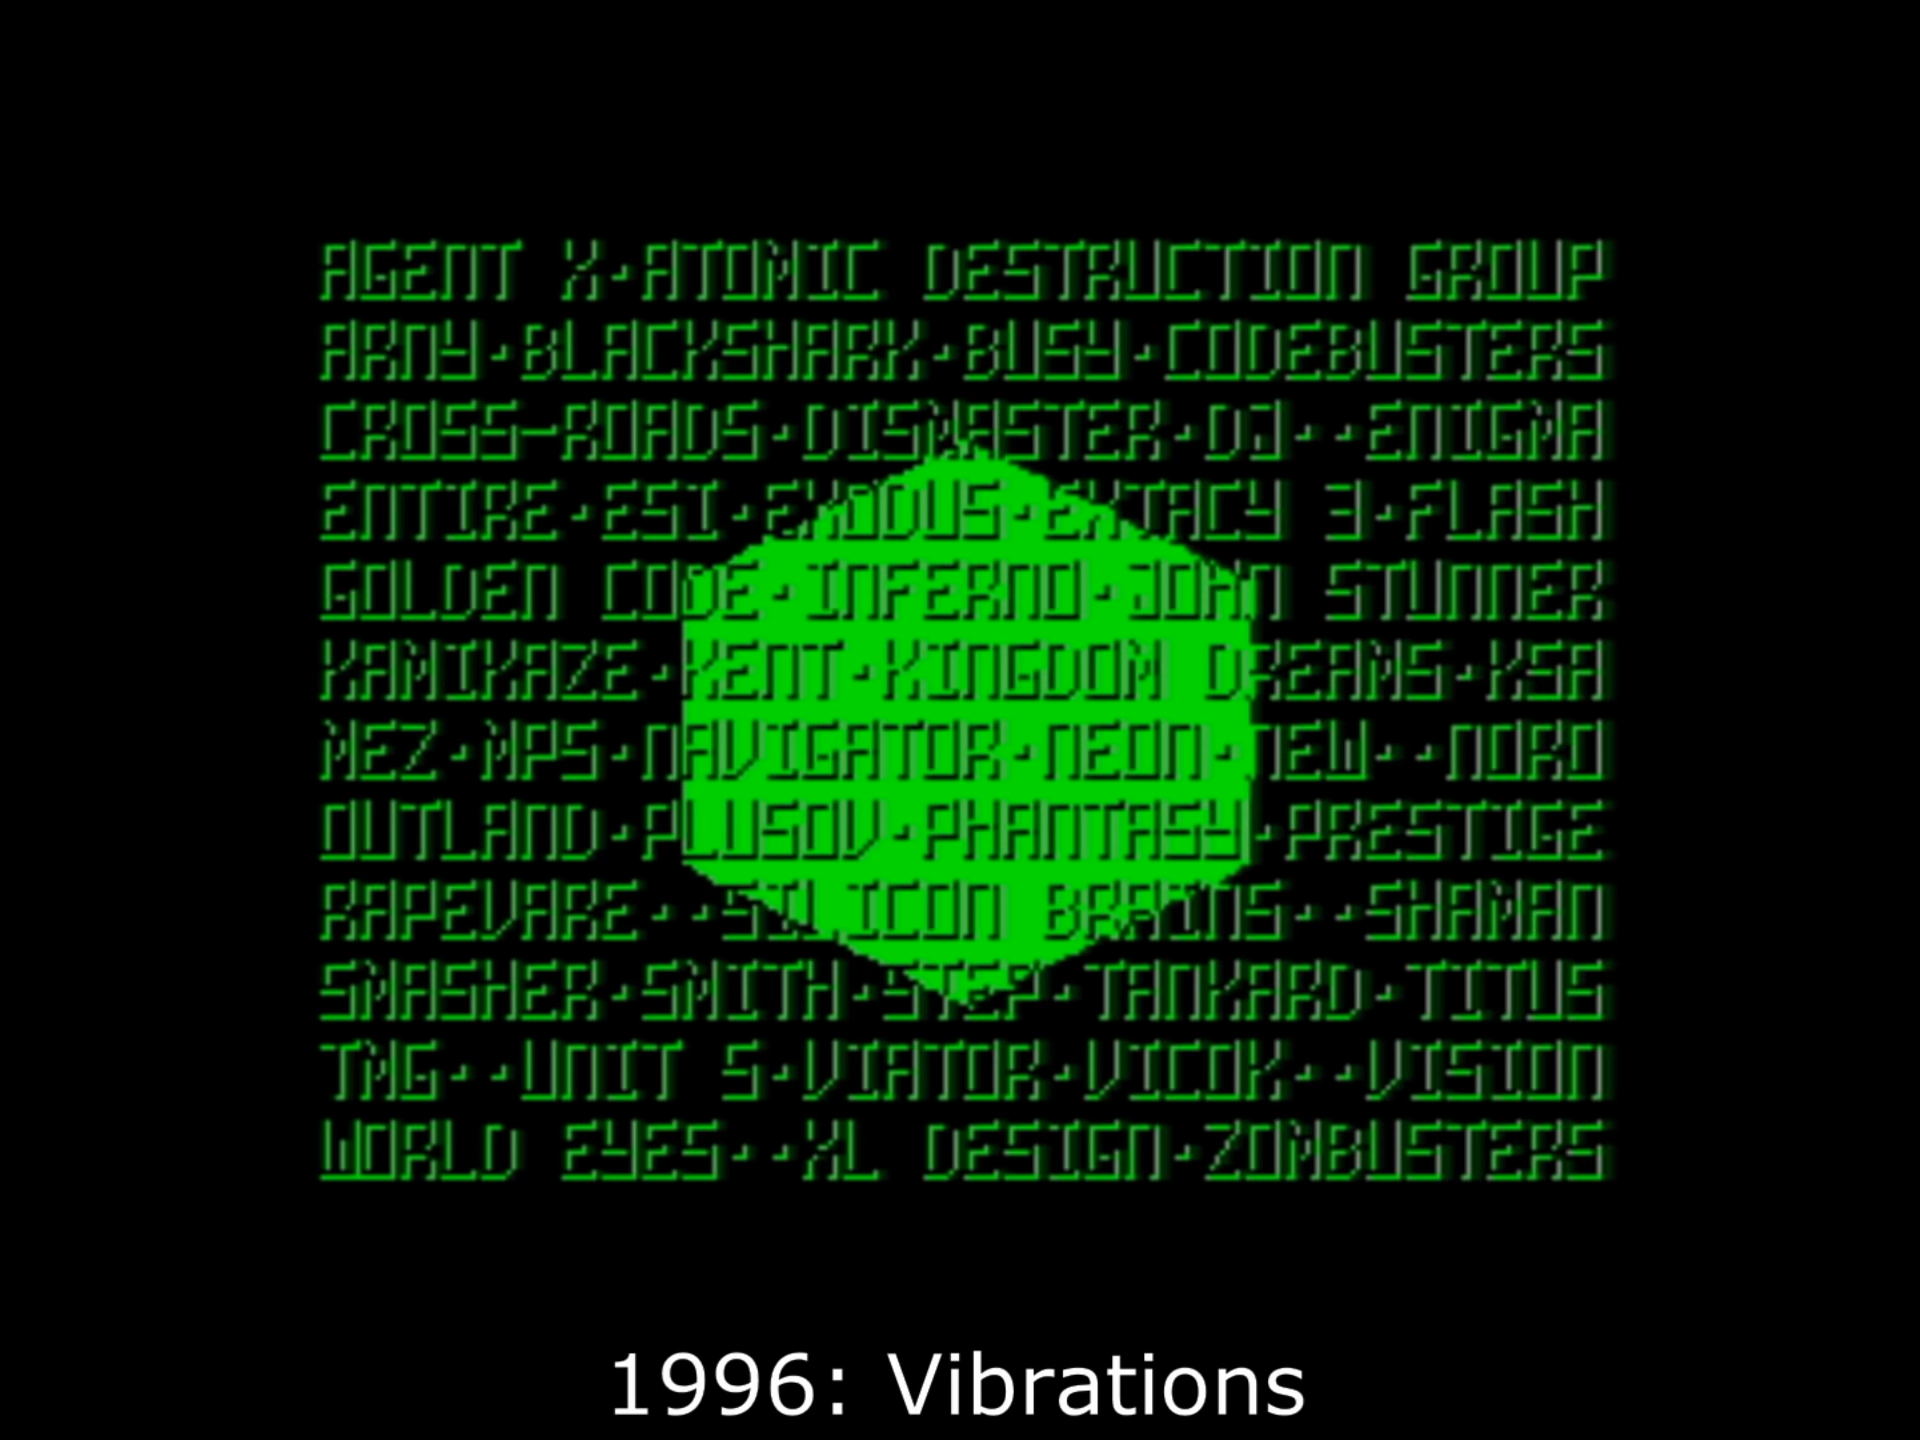 AGENT X·ATOMIC DESTRUCTION GROUP
ARMY·BLACKSHARK·BUSY·CODEBUSTERS
CROSS-ROADS·DISMASTER·DJ··ENIGMA
ENTIRE·ESI·EXODUS·EXTACY 3·FLASH
GOLDEN CODE·INFERNO·JOHN STUNNER
KAMIKAZE·KENT·KINGDOM DREAMS·KSA
MEZ·MPS·NAVIGATOR·NEON·NEW··NORO
OUTLAND·PLUSOV·PHANTASY·PRESTIGE
RAPEVARE··SILICON BRAINS··SHAMAN
SMASHER·SMITH·STEP·TANKARD·TITUS
TMG··UNIT 5·VIATOR·VICOK··VISION
WORLD EYES··XL DESIGN·ZOMBUSTERS
1996: Vibrations